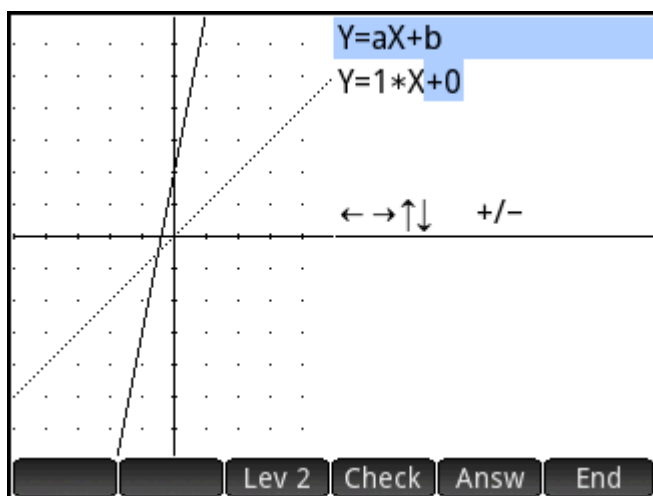 Y=aX+b
Y=1*X+0
←→↑↓ +/-
Lev 2 Check Answ End